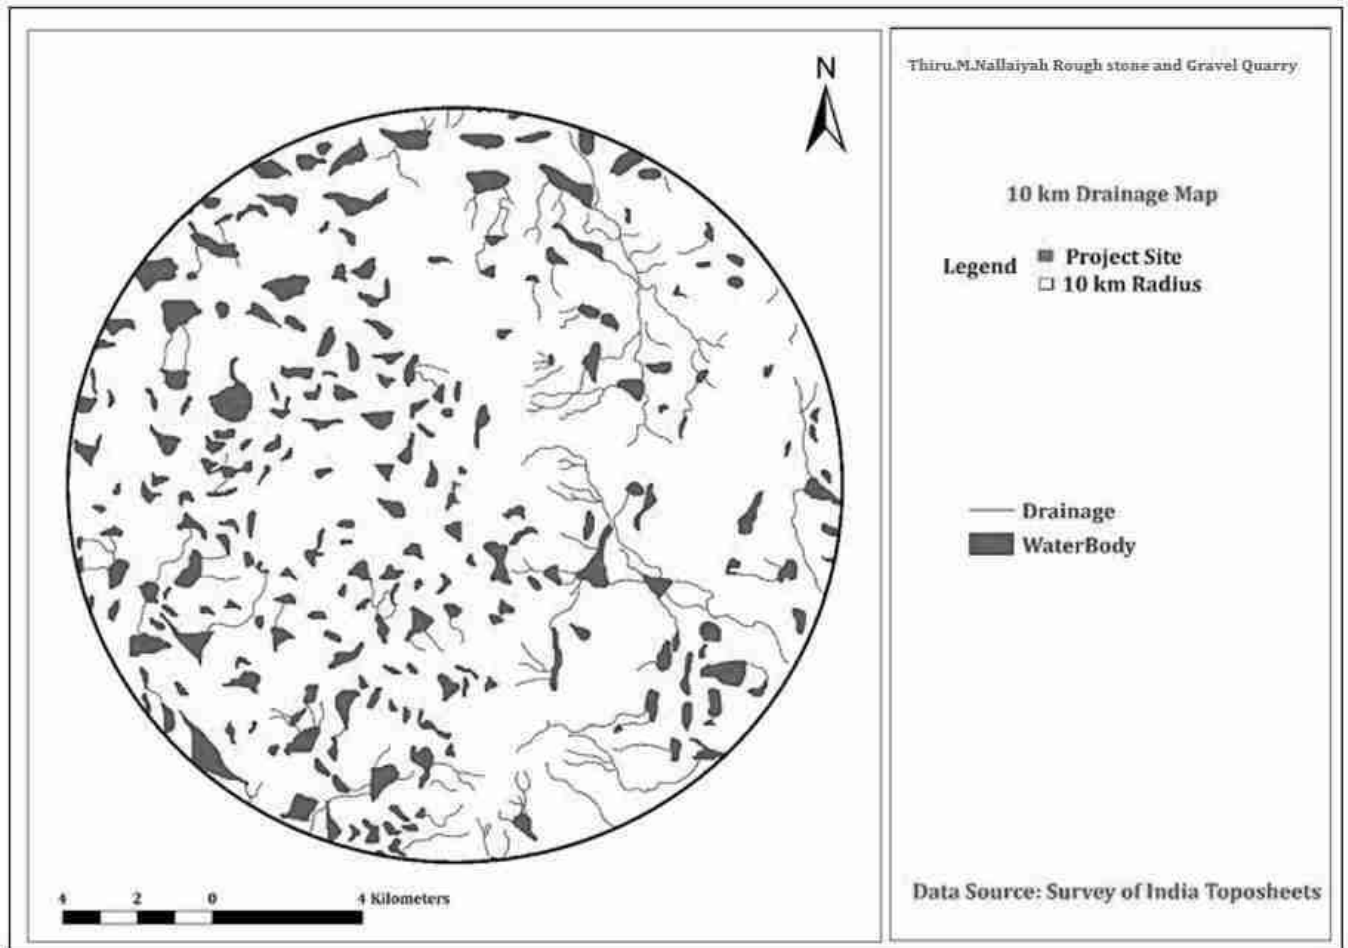 Thiru.M.Nallaiyah Rough stone and Gravel Quarry
N
10 km Drainage Map
Legend
Project Site
10 km Radius
Drainage
WaterBody
4 2 0 4 Kilometers
Data Source: Survey of India Toposheets